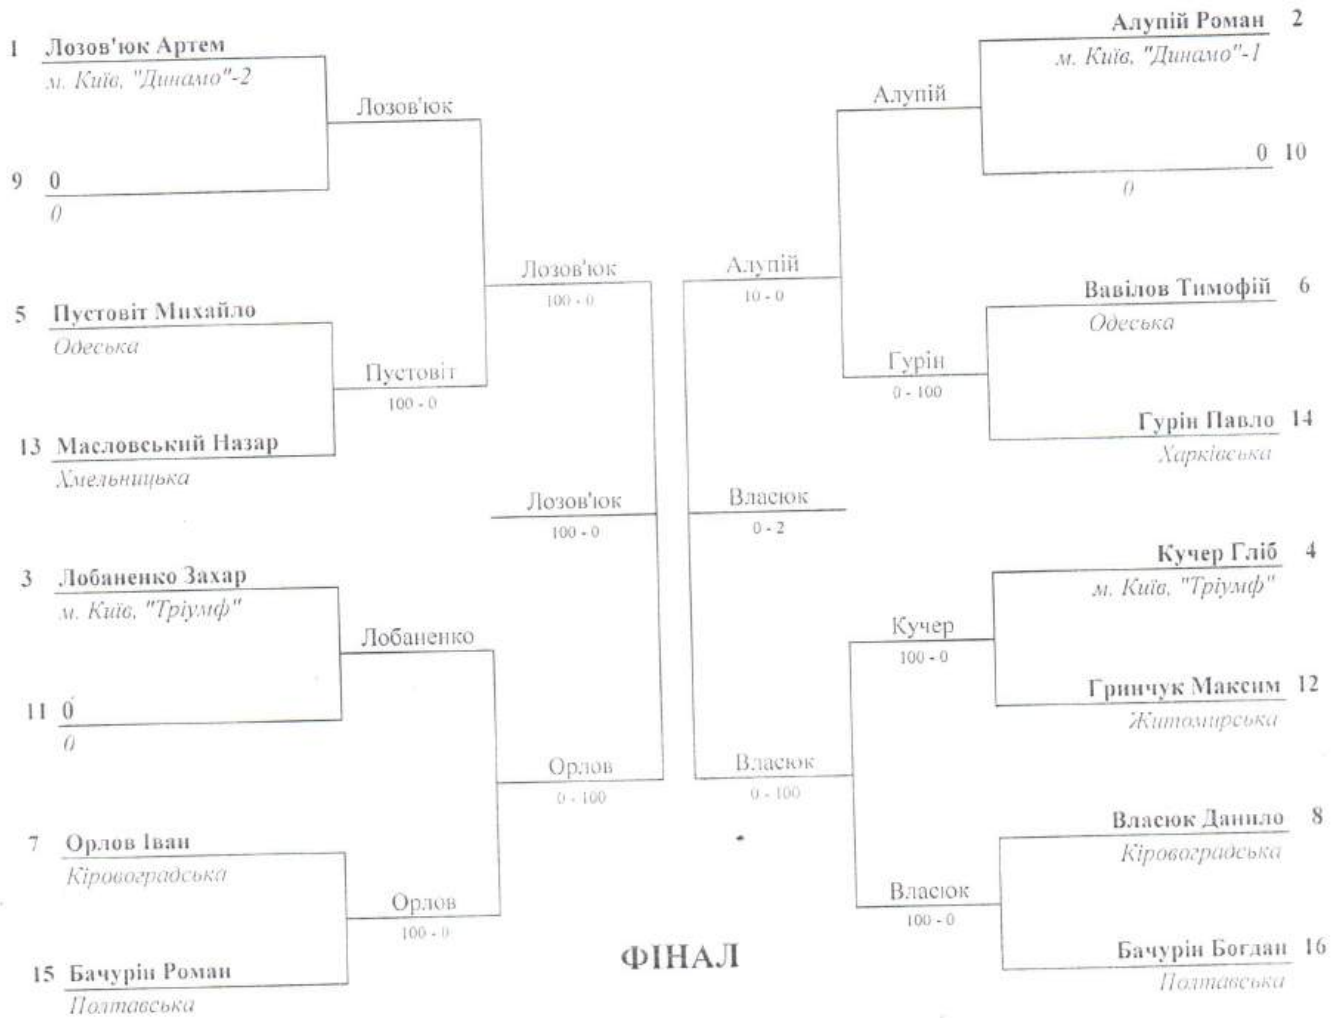 1 Лозов'юк Артем
м. Київ, "Динамо"-2
Лозов'юк
9 0
0
Лозов'юк
100 - 0
5 Пустовіт Михайло
Одеська
Пустовіт
100 - 0
13 Масловський Назар
Хмельницька
Лозов'юк
100 - 0
3 Лобаненко Захар
м. Київ, "Тріумф"
Лобаненко
11 0
0
Орлов
0 - 100
7 Орлов Іван
Кіровоградська
Орлов
100 - 0
15 Бачурін Роман
Полтавська
Алупій Роман 2
м. Київ, "Динамо"-1
Алупій
0 10
0
Алупій
10 - 0
Вавілов Тимофій 6
Одеська
Гурін
0 - 100
Гурін Павло 14
Харківська
Власюк
0 - 2
Кучер Гліб 4
м. Київ, "Тріумф"
Кучер
100 - 0
Гринчук Максим 12
Житомирська
Власюк
0 - 100
Власюк Данило 8
Кіровоградська
Власюк
100 - 0
Бачурін Богдан 16
Полтавська
ФІНАЛ